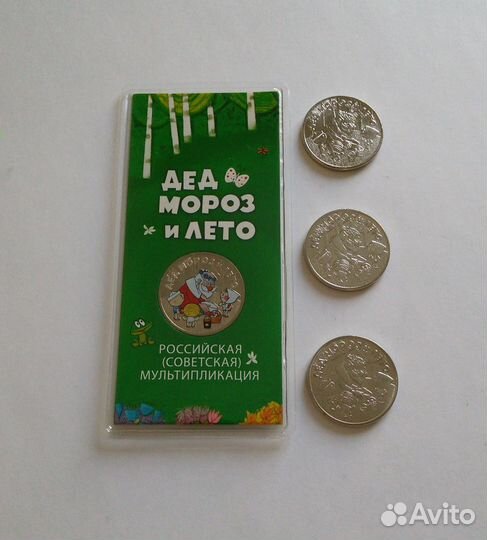 ДЕД
МОРОЗ
и ЛЕТО
РОССИЙСКАЯ
(СОВЕТСКАЯ)
МУЛЬТИПЛИКАЦИЯ
Avito